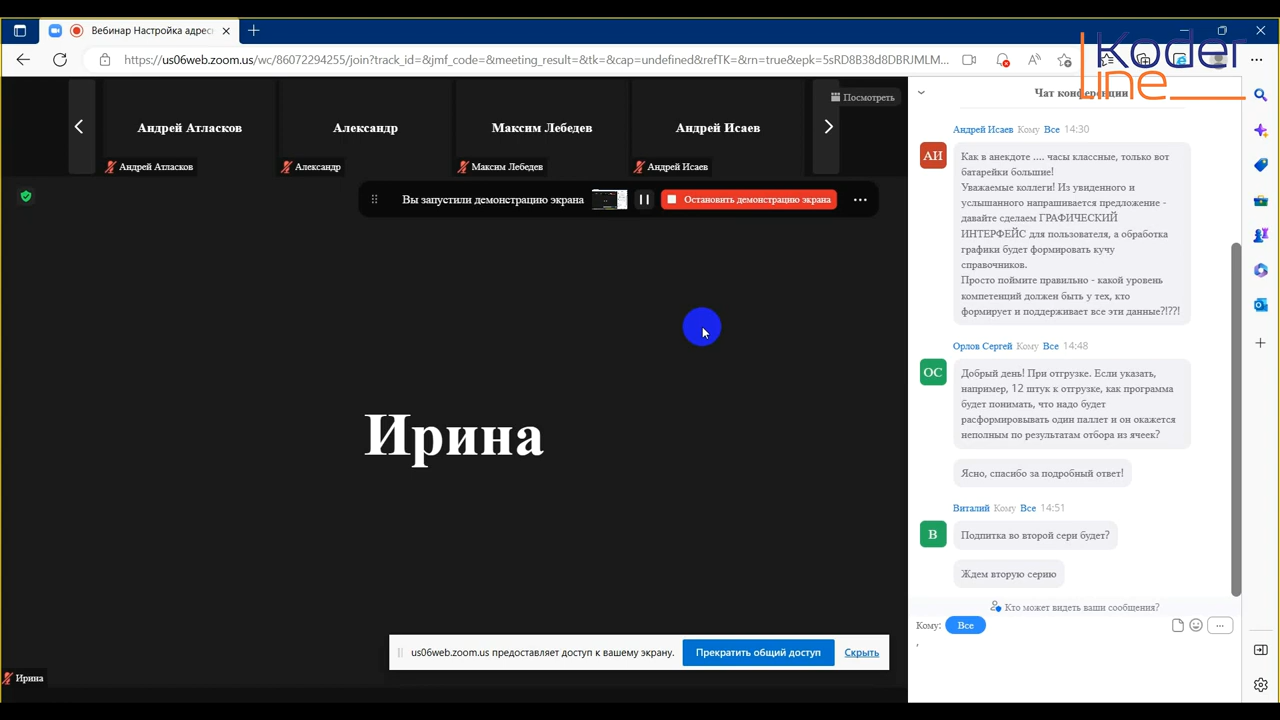 Вебинар Настройка адрес
https://us06web.zoom.us/wc/86072294255/join?track_id=&jmf_code=&meeting_result=&tk=&cap=undefined&refTK=&rn=true&epk=5sRD8B38d8DBRJMLM...
Koder
line
Андрей Атласков
Александр
Максим Лебедев
Андрей Исаев
Посмотреть
Андрей Атласков
Александр
Максим Лебедев
Андрей Исаев
Вы запустили демонстрацию экрана
Остановить демонстрацию экрана
Ирина
us06web.zoom.us предоставляет доступ к вашему экрану.
Прекратить общий доступ
Скрыть
Ирина
Чат конференции
Андрей Исаев Кому Все 14:30
АИ
Как в анекдоте .... часы классные, только вот
батарейки большие!
Уважаемые коллеги! Из увиденного и
услышанного напрашивается предложение -
давайте сделаем ГРАФИЧЕСКИЙ
ИНТЕРФЕЙС для пользователя, а обработка
графики будет формировать кучу
справочников.
Просто поймите правильно - какой уровень
компетенций должен быть у тех, кто
формирует и поддерживает все эти данные?!??!
Орлов Сергей Кому Все 14:48
ОС
Добрый день! При отгрузке. Если указать,
например, 12 штук к отгрузке, как программа
будет понимать, что надо будет
расформировывать один паллет и он окажется
неполным по результатам отбора из ячеек?
Ясно, спасибо за подробный ответ!
Виталий Кому Все 14:51
В
Подпитка во второй сери будет?
Ждем вторую серию
Кто может видеть ваши сообщения?
Кому: Все
,